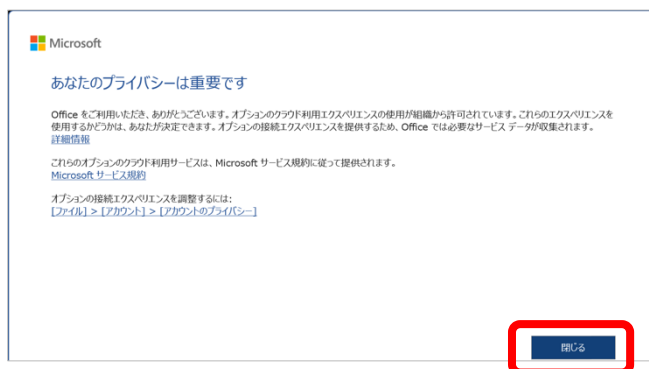 Microsoft
あなたのプライバシーは重要です
Office をご利用いただき、ありがとうございます。オプションのクラウド利用エクスペリエンスの使用が組織から許可されています。これらのエクスペリエンスを
使用するかどうかは、あなたが決定できます。オプションの接続エクスペリエンスを提供するため、Office では必要なサービス データが収集されます。
詳細情報
これらのオプションのクラウド利用サービスは、Microsoft サービス規約に従って提供されます。
Microsoft サービス規約
オプションの接続エクスペリエンスを調整するには:
[ファイル] > [アカウント] > [アカウントのプライバシー]
閉じる